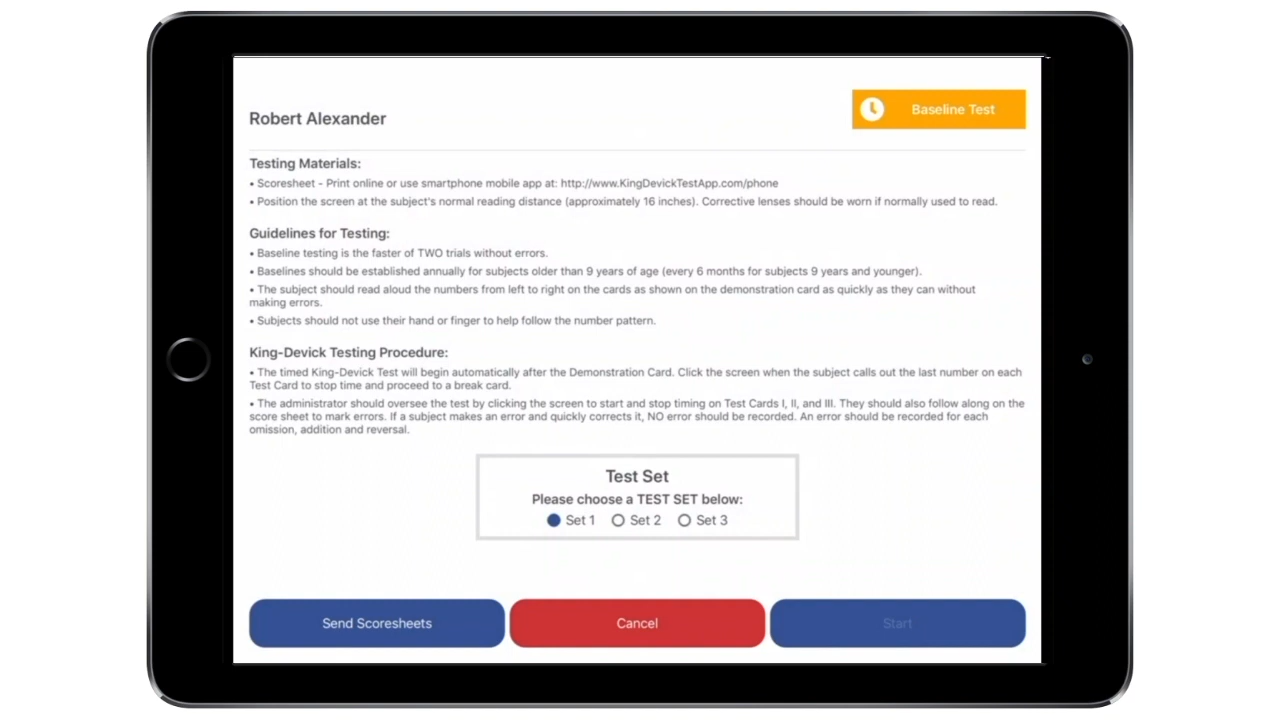 Robert Alexander
Baseline Test
Testing Materials:
• Scoresheet - Print online or use smartphone mobile app at: http://www.KingDevickTestApp.com/phone
• Position the screen at the subject's normal reading distance (approximately 16 inches). Corrective lenses should be worn if normally used to read.
Guidelines for Testing:
• Baseline testing is the faster of TWO trials without errors.
• Baselines should be established annually for subjects older than 9 years of age (every 6 months for subjects 9 years and younger).
• The subject should read aloud the numbers from left to right on the cards as shown on the demonstration card as quickly as they can without
making errors.
• Subjects should not use their hand or finger to help follow the number pattern.
King-Devick Testing Procedure:
• The timed King-Devick Test will begin automatically after the Demonstration Card. Click the screen when the subject calls out the last number on each
Test Card to stop time and proceed to a break card.
• The administrator should oversee the test by clicking the screen to start and stop timing on Test Cards I, II, and III. They should also follow along on the
score sheet to mark errors. If a subject makes an error and quickly corrects it, NO error should be recorded. An error should be recorded for each
omission, addition and reversal.
Test Set
Please choose a TEST SET below:
Set 1 Set 2 Set 3
Send Scoresheets Cancel Start